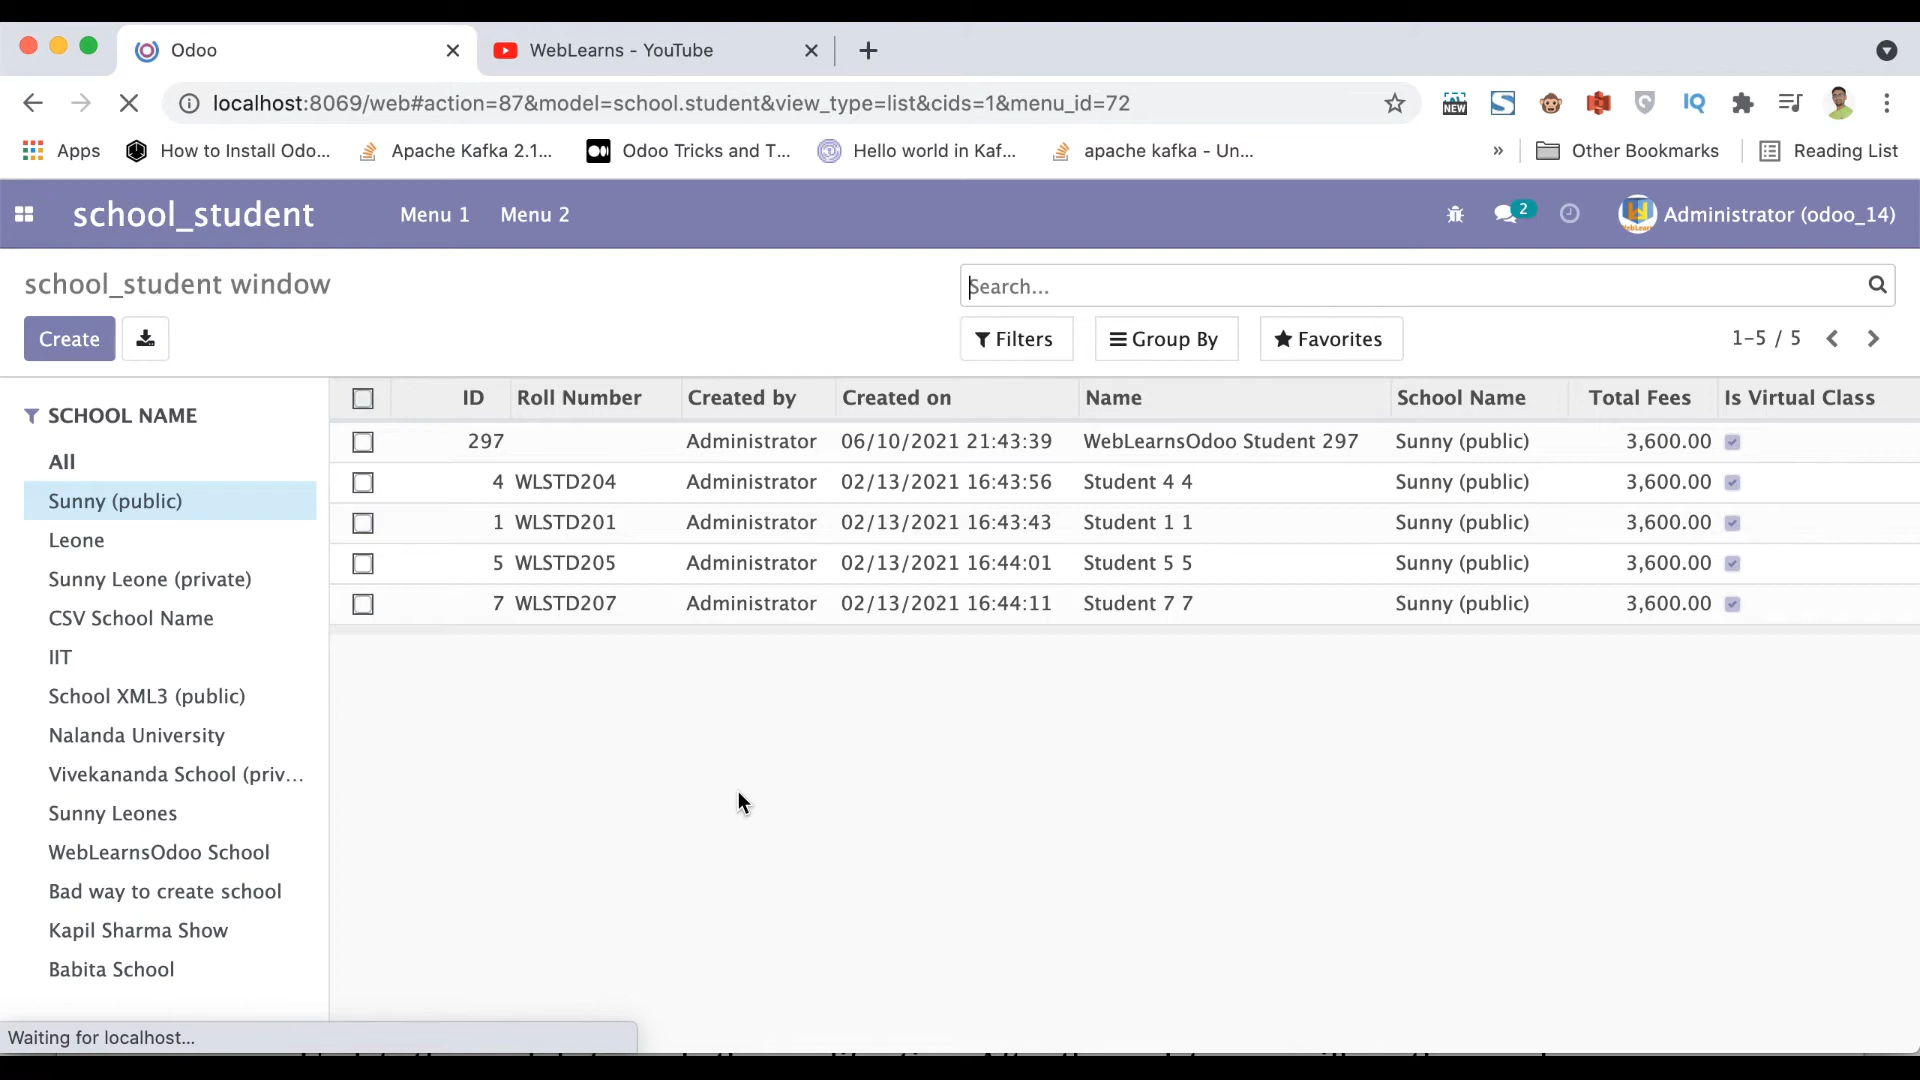 Odoo
WebLearns - YouTube
localhost:8069/web#action=87&model=school.student&view_type=list&cids=1&menu_id=72
NEW
IQ
Apps
How to Install Odo...
Apache Kafka 2.1...
Odoo Tricks and T...
Hello world in Kaf...
apache kafka - Un...
»
Other Bookmarks
Reading List
school_student
Menu 1
Menu 2
2
Administrator (odoo_14)
school_student window
Search...
Create
Filters
Group By
Favorites
1-5 / 5
SCHOOL NAME
All
Sunny (public)
Leone
Sunny Leone (private)
CSV School Name
IIT
School XML3 (public)
Nalanda University
Vivekananda School (priv...
Sunny Leones
WebLearnsOdoo School
Bad way to create school
Kapil Sharma Show
Babita School
ID Roll Number Created by Created on Name School Name Total Fees Is Virtual Class
297 Administrator 06/10/2021 21:43:39 WebLearnsOdoo Student 297 Sunny (public) 3,600.00
4 WLSTD204 Administrator 02/13/2021 16:43:56 Student 4 4 Sunny (public) 3,600.00
1 WLSTD201 Administrator 02/13/2021 16:43:43 Student 1 1 Sunny (public) 3,600.00
5 WLSTD205 Administrator 02/13/2021 16:44:01 Student 5 5 Sunny (public) 3,600.00
7 WLSTD207 Administrator 02/13/2021 16:44:11 Student 7 7 Sunny (public) 3,600.00
Waiting for localhost...